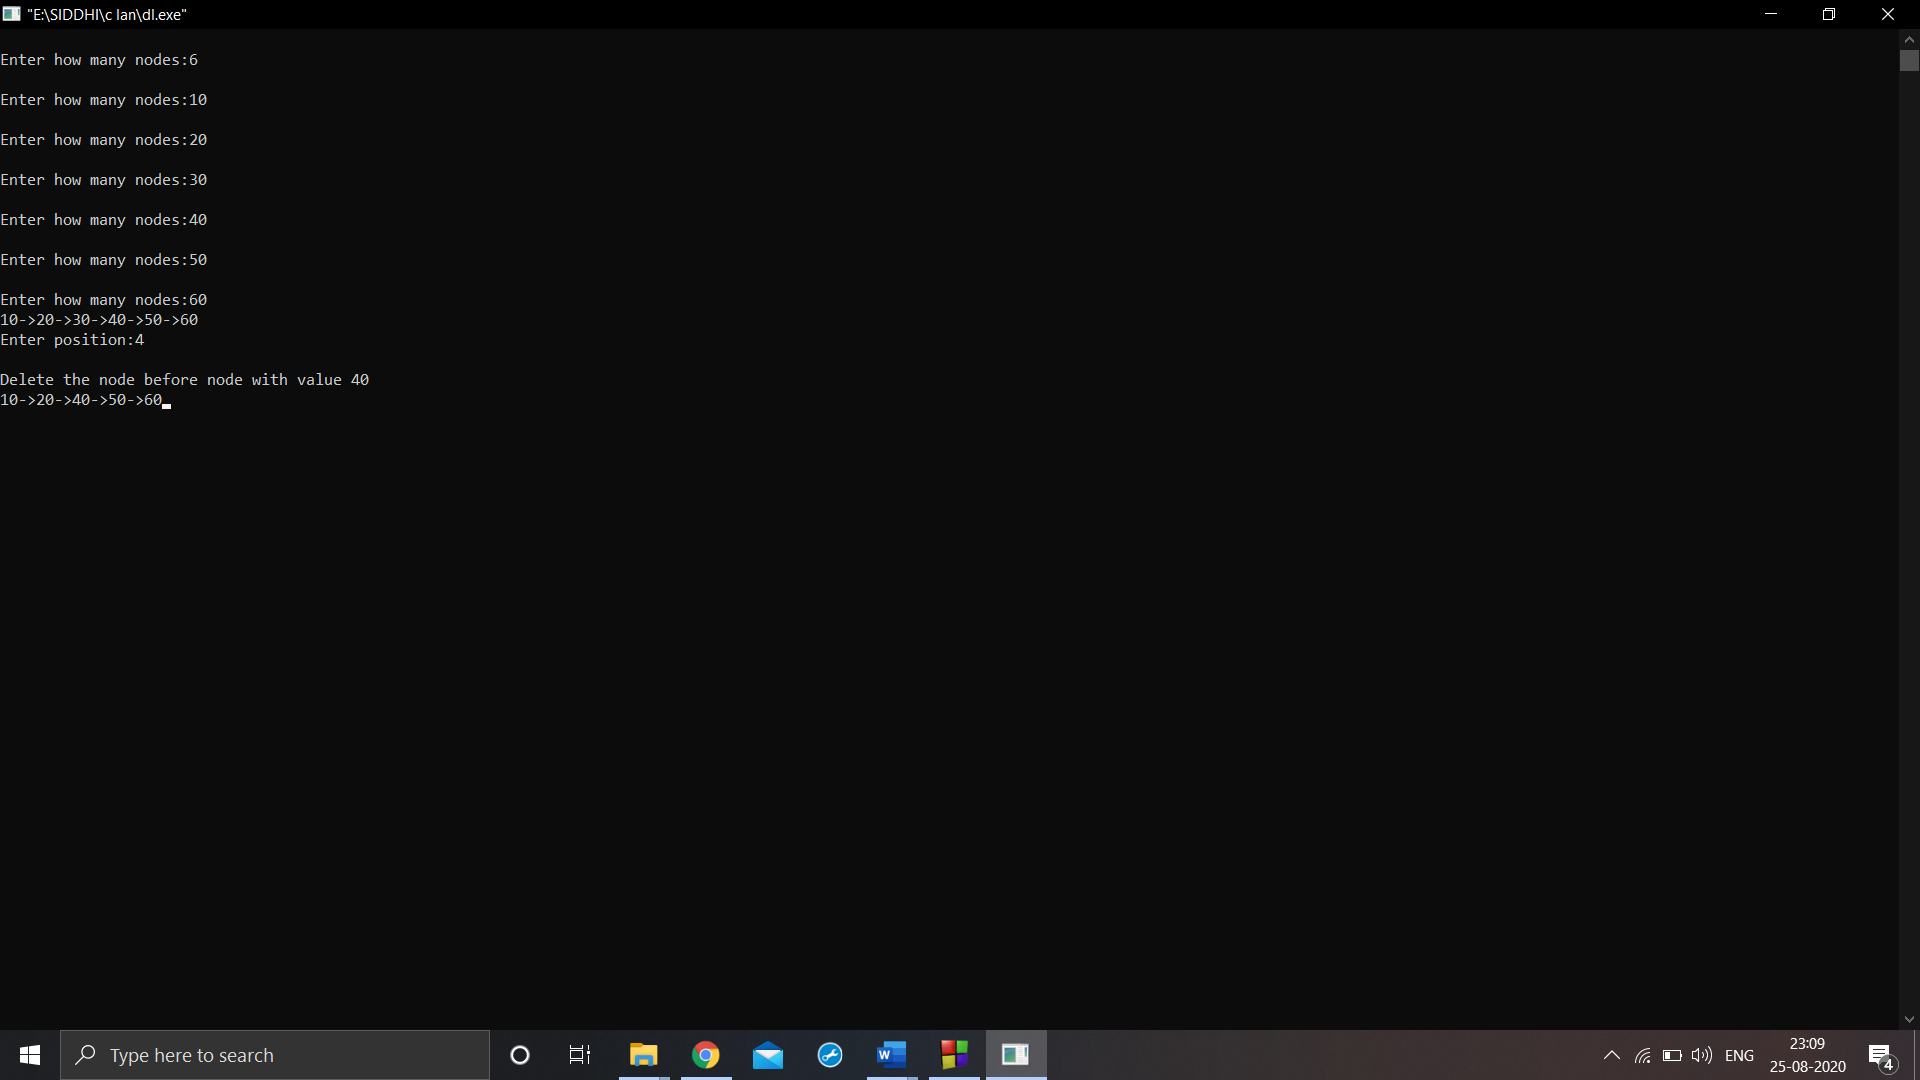 "E:\SIDDHI\c lan\dl.exe"
Enter how many nodes:6
Enter how many nodes:10
Enter how many nodes:20
Enter how many nodes:30
Enter how many nodes:40
Enter how many nodes:50
Enter how many nodes:60
10->20->30->40->50->60
Enter position:4
Delete the node before node with value 40
10->20->40->50->60
Type here to search
W
ENG
23:09
25-08-2020
4